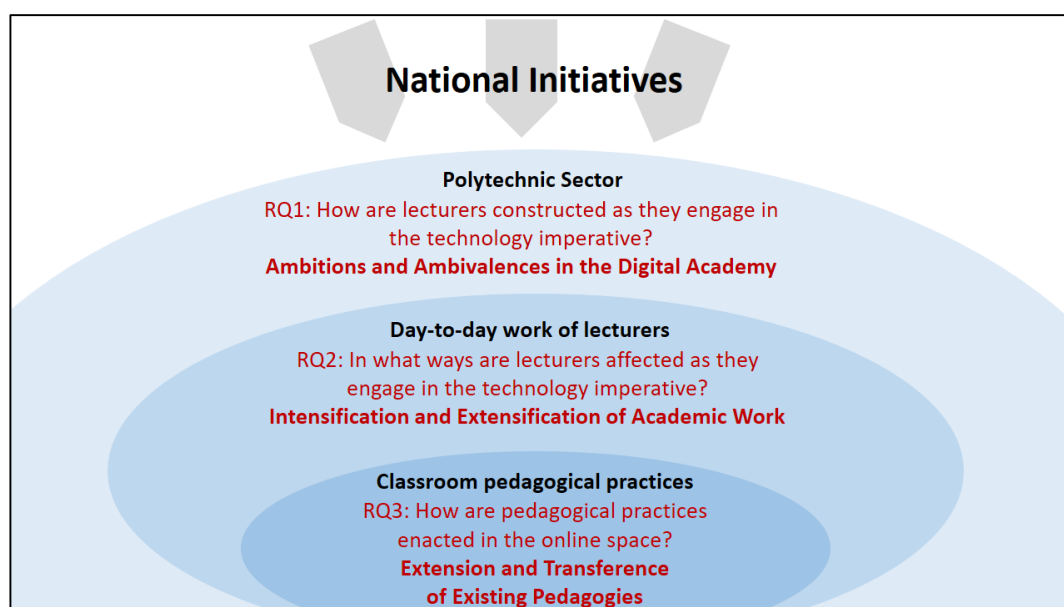 National Initiatives
Polytechnic Sector
RQ1: How are lecturers constructed as they engage in
the technology imperative?
Ambitions and Ambivalences in the Digital Academy
Day-to-day work of lecturers
RQ2: In what ways are lecturers affected as they
engage in the technology imperative?
Intensification and Extensification of Academic Work
Classroom pedagogical practices
RQ3: How are pedagogical practices
enacted in the online space?
Extension and Transference
of Existing Pedagogies